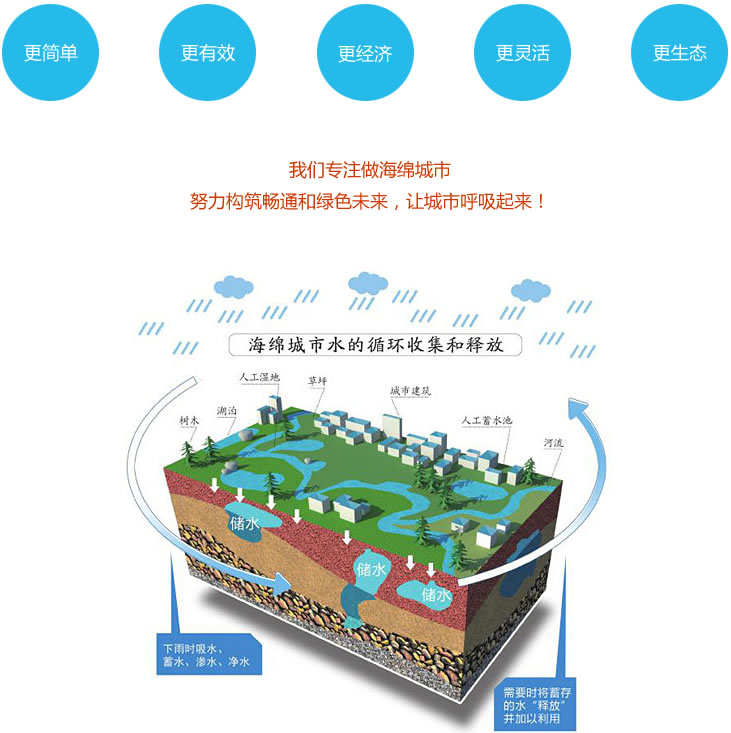 更简单
更有效
更经济
更灵活
更生态
我们专注做海绵城市
努力构筑畅通和绿色未来，让城市呼吸起来！
海绵城市水的循环收集和释放
人工湿地
草坪
城市建筑
湖泊
树木
人工蓄水池
河流
储水
储水
储水
下雨时吸水、
蓄水、渗水、净水
需要时将蓄存
的水“释放”
并加以利用